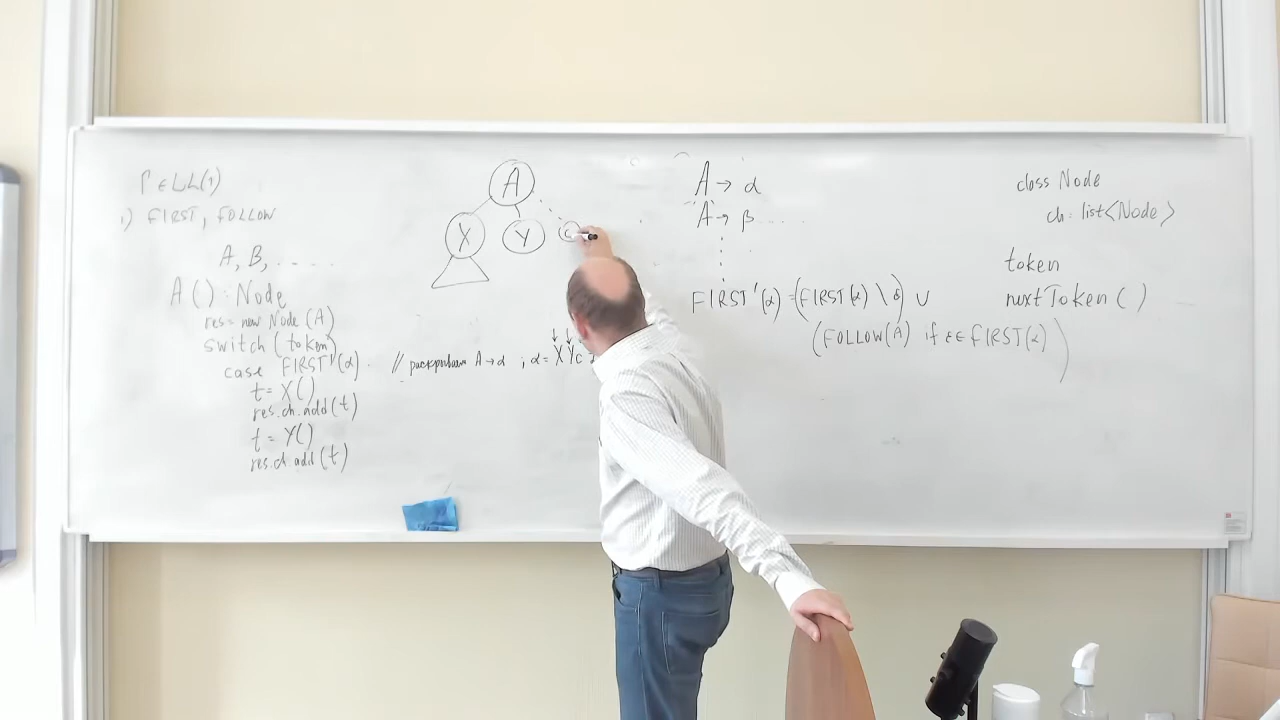 Γ ∈ LL(1)
1) FIRST, FOLLOW
A, B, . . . . .
A ( ) : Node
res = new Node (A)
switch (token)
case FIRST'(α) . // раскрываем A → α ; α = X Y c
t = X()
res.ch.add(t)
t = Y()
res.ch.add(t)
A
X Y c
A → α
A → β . . . .
FIRST'(α) = (FIRST(α) \ ε) ∪
(FOLLOW(A) if ε ∈ FIRST(α))
class Node
ch : list<Node>
token
nextToken ( )